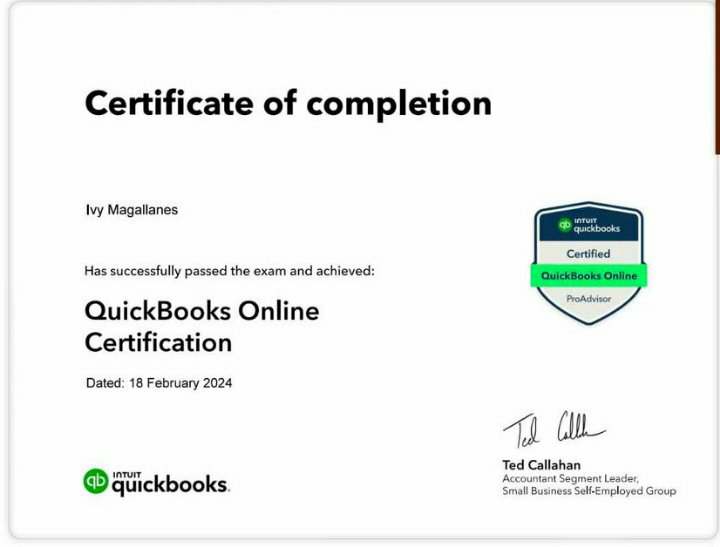 Certificate of completion
Ivy Magallanes
Has successfully passed the exam and achieved:
QuickBooks Online
Certification
Dated: 18 February 2024
INTUIT
quickbooks
Certified
QuickBooks Online
ProAdvisor
Ted Callahan
Ted Callahan
Accountant Segment Leader,
Small Business Self-Employed Group
qb INTUIT
quickbooks.